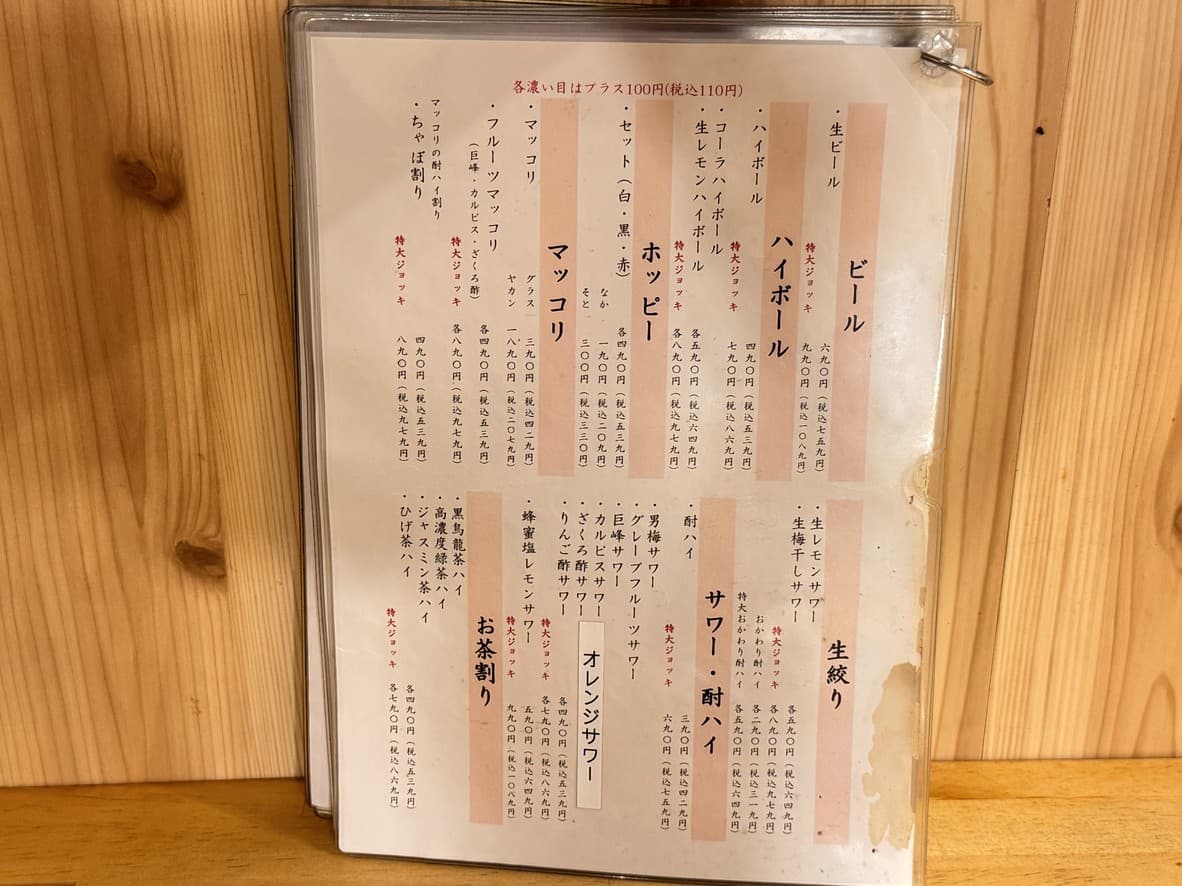 各濃い目はプラス100円(税込110円)
ビール
・生ビール
六九〇円（税込七五九円）
特大ジョッキ
九九〇円（税込一〇八九円）
ハイボール
・ハイボール
四九〇円（税込五三九円）
特大ジョッキ
七九〇円（税込八六九円）
・コーラハイボール
・生レモンハイボール
各五九〇円（税込六四九円）
特大ジョッキ
各八九〇円（税込九七九円）
ホッピー
・セット（白・黒・赤）
各四九〇円（税込五三九円）
なか
一九〇円（税込二〇九円）
そと
三〇〇円（税込三三〇円）
マッコリ
・マッコリ
グラス
三九〇円（税込四二九円）
ヤカン
一八九〇円（税込二〇七九円）
・フルーツマッコリ
（巨峰・カルピス・ざくろ酢）
各四九〇円（税込五三九円）
特大ジョッキ
各八九〇円（税込九七九円）
マッコリの酎ハイ割り
・ちゃぽ割り
四九〇円（税込五三九円）
特大ジョッキ
八九〇円（税込九七九円）
生絞り
・生レモンサワー
・生梅干しサワー
各五九〇円（税込六四九円）
特大ジョッキ
各八九〇円（税込九七九円）
おかわり酎ハイ
各二九〇円（税込三一九円）
特大おかわり酎ハイ
各五九〇円（税込六四九円）
サワー・酎ハイ
・酎ハイ
三九〇円（税込四二九円）
特大ジョッキ
六九〇円（税込七五九円）
・男梅サワー
・グレープフルーツサワー
・巨峰サワー
・カルピスサワー
・ざくろ酢サワー
・りんご酢サワー
オレンジサワー
各四九〇円（税込五三九円）
特大ジョッキ
各七九〇円（税込八六九円）
・蜂蜜塩レモンサワー
五九〇円（税込六四九円）
特大ジョッキ
九九〇円（税込一〇八九円）
お茶割り
・黒烏龍茶ハイ
・高濃度緑茶ハイ
・ジャスミン茶ハイ
・ひげ茶ハイ
各四九〇円（税込五三九円）
特大ジョッキ
各七九〇円（税込八六九円）